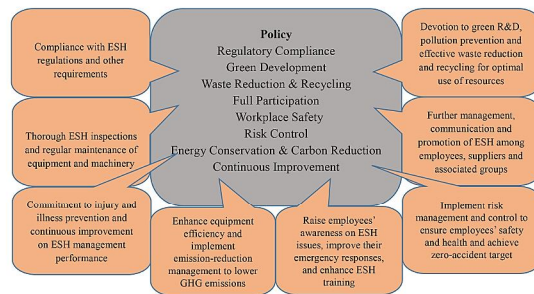 Policy
Regulatory Compliance
Green Development
Waste Reduction & Recycling
Full Participation
Workplace Safety
Risk Control
Energy Conservation & Carbon Reduction
Continuous Improvement
Compliance with ESH
regulations and other
requirements
Thorough ESH inspections
and regular maintenance of
equipment and machinery
Commitment to injury and
illness prevention and
continuous improvement
on ESH management
performance
Enhance equipment
efficiency and
implement
emission-reduction
management to lower
GHG emissions
Raise employees'
awareness on ESH
issues, improve their
emergency responses,
and enhance ESH
training
Devotion to green R&D,
pollution prevention and
effective waste reduction
and recycling for optimal
use of resources
Further management,
communication and
promotion of ESH among
employees, suppliers and
associated groups
Implement risk
management and control to
ensure employees' safety
and health and achieve
zero-accident target